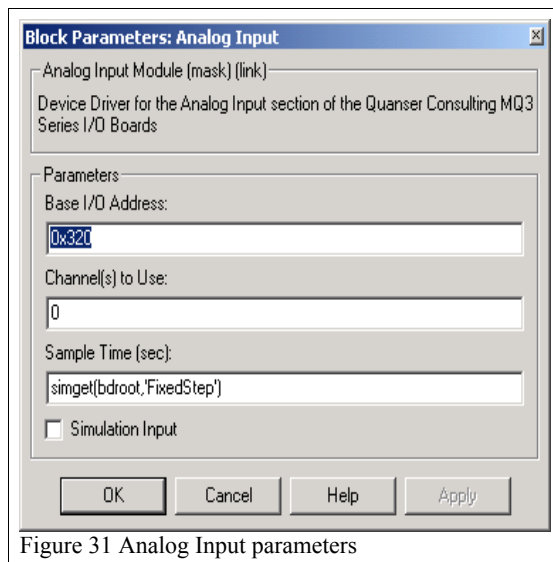 Block Parameters: Analog Input
Analog Input Module (mask) (link)
Device Driver for the Analog Input section of the Quanser Consulting MQ3
Series I/O Boards
Parameters
Base I/O Address:
0x320
Channel(s) to Use:
0
Sample Time (sec):
simget(bdroot,'FixedStep')
Simulation Input
OK Cancel Help Apply
Figure 31 Analog Input parameters